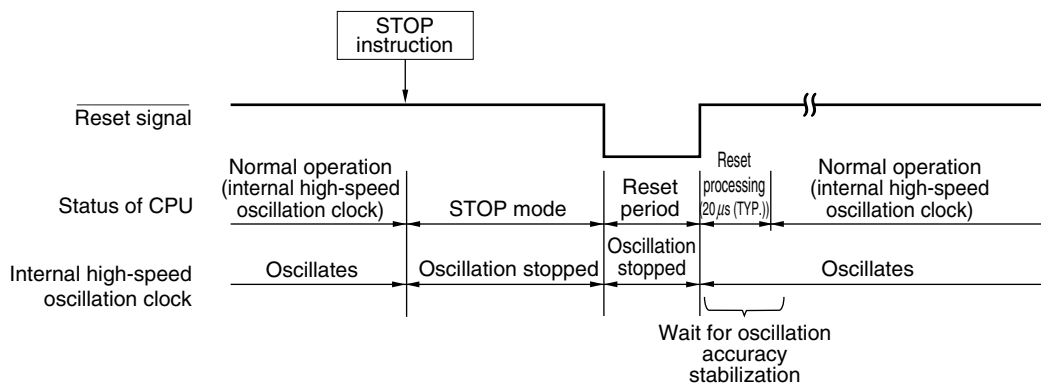 STOP
instruction
Reset signal
Status of CPU
Normal operation
(internal high-speed
oscillation clock)
STOP mode
Reset
period
Reset
processing
(20 μs (TYP.))
Normal operation
(internal high-speed
oscillation clock)
Internal high-speed
oscillation clock
Oscillates
Oscillation stopped
Oscillation
stopped
Oscillates
Wait for oscillation
accuracy
stabilization